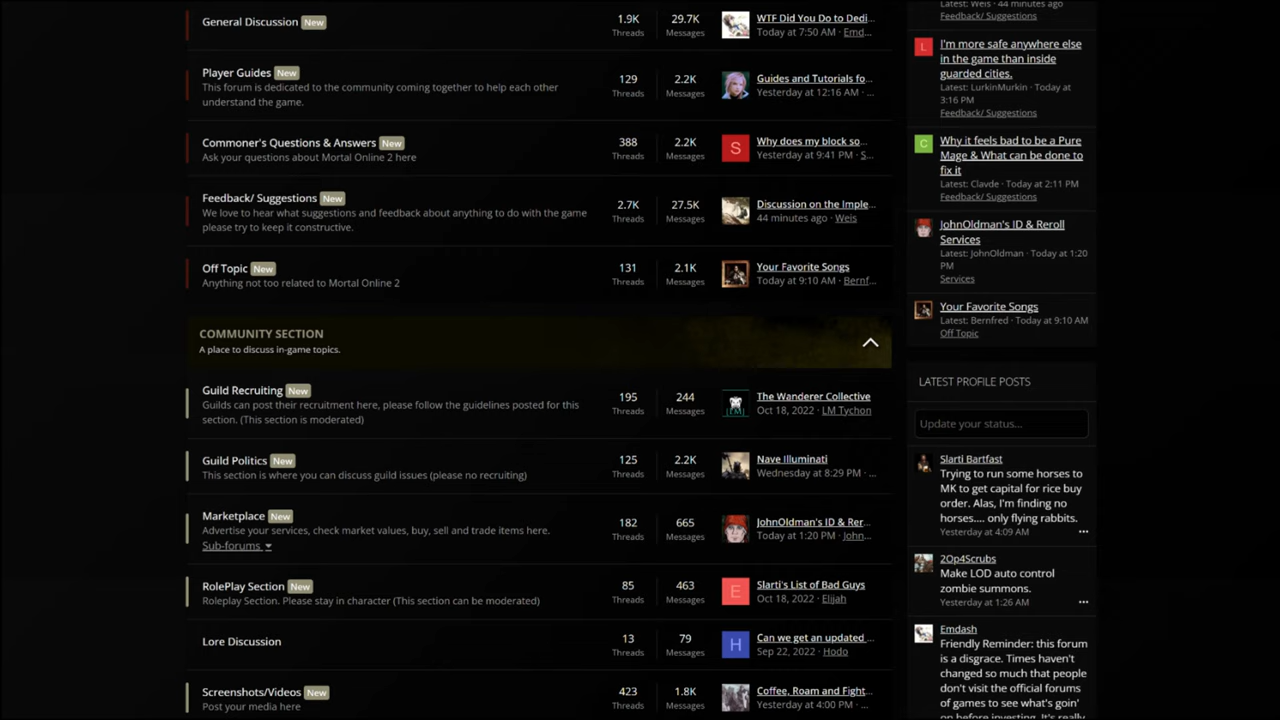 General Discussion New
1.9K
Threads
29.7K
Messages
WTF Did You Do to Dedi...
Today at 7:50 AM · Emd...
Player Guides New
This forum is dedicated to the community coming together to help each other
understand the game.
129
Threads
2.2K
Messages
Guides and Tutorials fo...
Yesterday at 12:16 AM · ...
Commoner's Questions & Answers New
Ask your questions about Mortal Online 2 here
388
Threads
2.2K
Messages
S
Why does my block so...
Yesterday at 9:41 PM · S...
Feedback/ Suggestions New
We love to hear what suggestions and feedback about anything to do with the game
please try to keep it constructive.
2.7K
Threads
27.5K
Messages
Discussion on the Imple...
44 minutes ago · Weis
Off Topic New
Anything not too related to Mortal Online 2
131
Threads
2.1K
Messages
Your Favorite Songs
Today at 9:10 AM · Bernf...
COMMUNITY SECTION
A place to discuss in-game topics.
Guild Recruiting New
Guilds can post their recruitment here, please follow the guidelines posted for this
section. (This section is moderated)
195
Threads
244
Messages
The Wanderer Collective
Oct 18, 2022 · LM Tychon
Guild Politics New
This section is where you can discuss guild issues (please no recruiting)
125
Threads
2.2K
Messages
Nave Illuminati
Wednesday at 8:29 PM · ...
Marketplace New
Advertise your services, check market values, buy, sell and trade items here.
Sub-forums
182
Threads
665
Messages
JohnOldman's ID & Rer...
Today at 1:20 PM · John...
RolePlay Section New
Roleplay Section. Please stay in character (This section can be moderated)
85
Threads
463
Messages
E
Slarti's List of Bad Guys
Oct 18, 2022 · Elijah
Lore Discussion
13
Threads
79
Messages
H
Can we get an updated ...
Sep 22, 2022 · Hodo
Screenshots/Videos New
Post your media here
423
Threads
1.8K
Messages
Coffee, Roam and Fight...
Yesterday at 4:00 PM · ...
Latest: Weis · 44 minutes ago
Feedback/ Suggestions
L
I'm more safe anywhere else
in the game than inside
guarded cities.
Latest: LurkinMurkin · Today at
3:16 PM
Feedback/ Suggestions
C
Why it feels bad to be a Pure
Mage & What can be done to
fix it
Latest: Clavde · Today at 2:11 PM
Feedback/ Suggestions
JohnOldman's ID & Reroll
Services
Latest: JohnOldman · Today at 1:20
PM
Services
Your Favorite Songs
Latest: Bernfred · Today at 9:10 AM
Off Topic
LATEST PROFILE POSTS
Update your status...
Slarti Bartfast
Trying to run some horses to
MK to get capital for rice buy
order. Alas, I'm finding no
horses.... only flying rabbits.
Yesterday at 4:09 AM
2Op4Scrubs
Make LOD auto control
zombie summons.
Yesterday at 1:26 AM
Emdash
Friendly Reminder: this forum
is a disgrace. Times haven't
changed so much that people
don't visit the official forums
of games to see what's goin'
on before investing. It's really